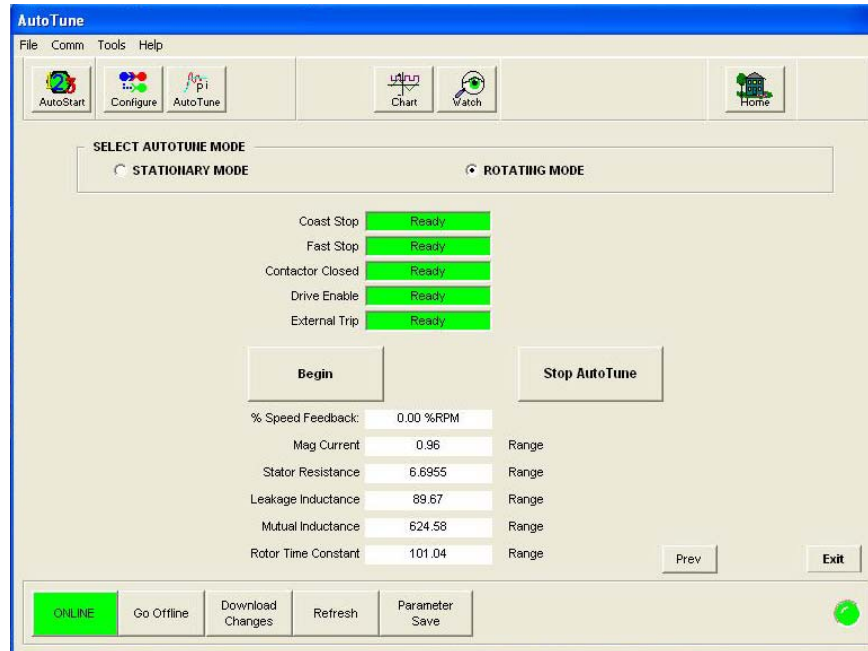 AutoTune
File Comm Tools Help
AutoStart Configure AutoTune Chart Watch Home
SELECT AUTOTUNE MODE
STATIONARY MODE ROTATING MODE
Coast Stop Ready
Fast Stop Ready
Contactor Closed Ready
Drive Enable Ready
External Trip Ready
Begin Stop AutoTune
% Speed Feedback: 0.00 %RPM
Mag Current 0.96 Range
Stator Resistance 6.6955 Range
Leakage Inductance 89.67 Range
Mutual Inductance 624.58 Range
Rotor Time Constant 101.04 Range
Prev Exit
ONLINE Go Offline Download Changes Refresh Parameter Save